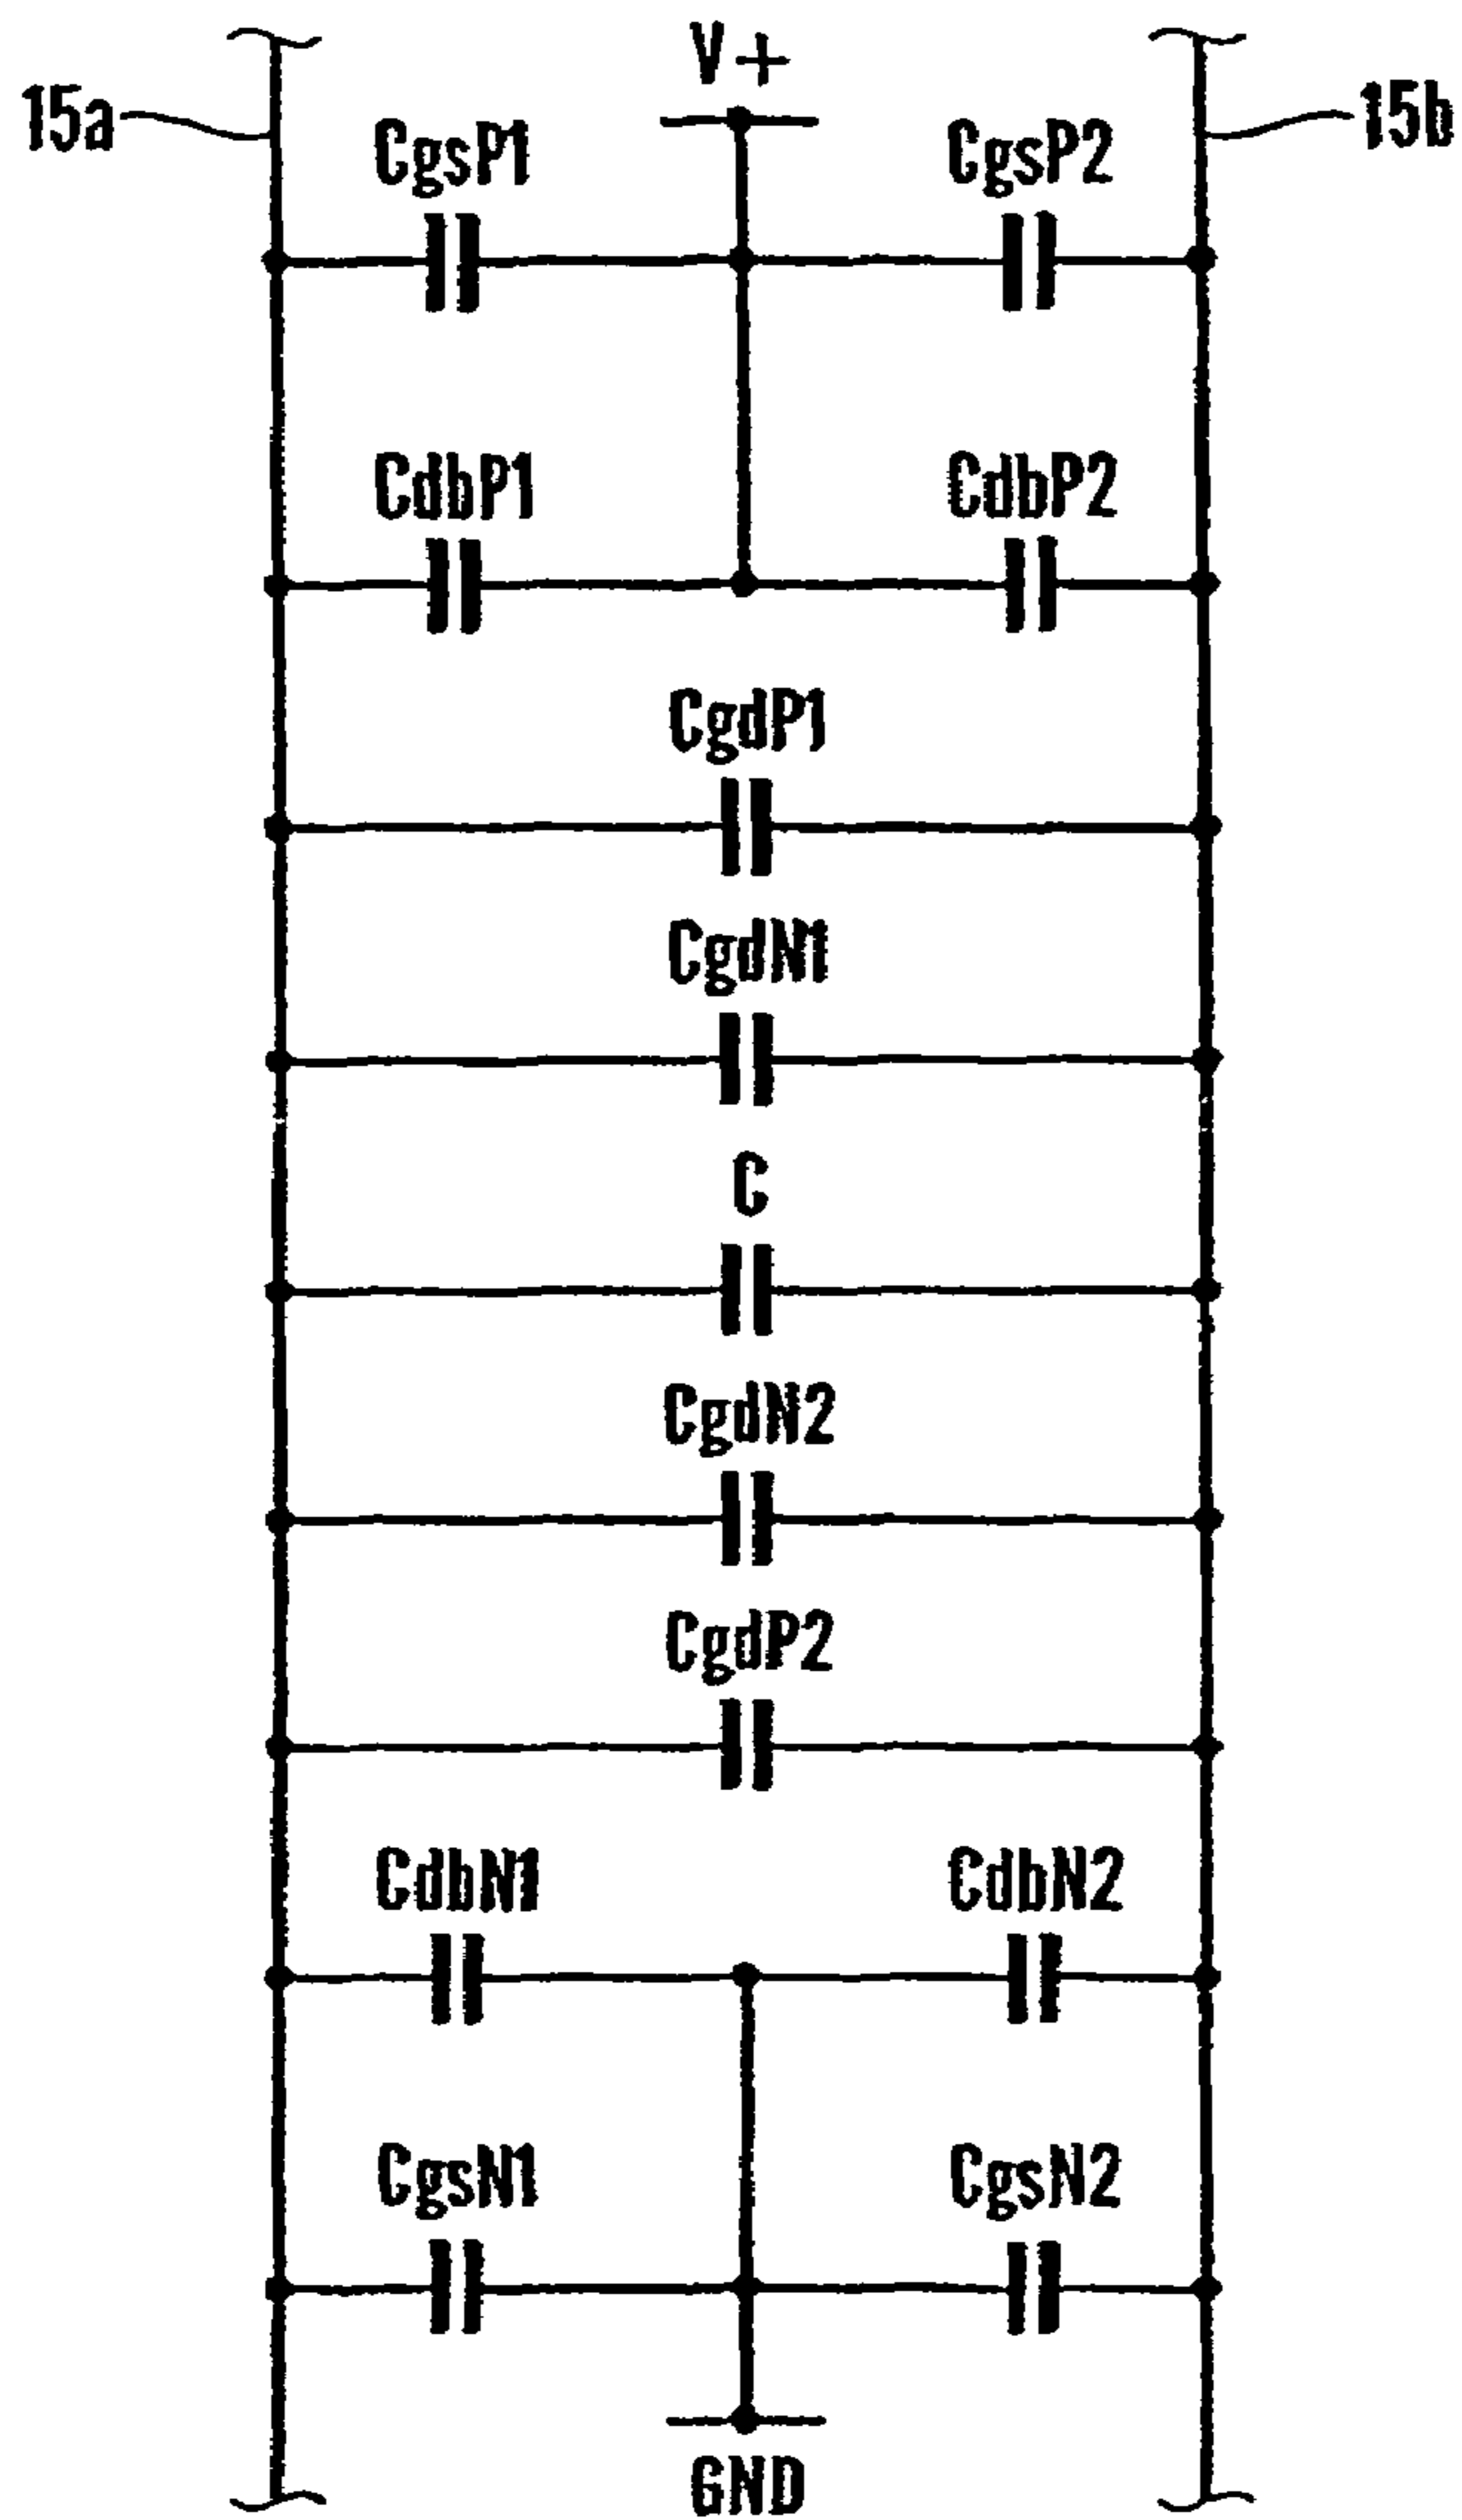 V+
15a
15b
CgsP1
CgsP2
CdbP1
CdbP2
CgdP1
CgdN1
C
CgdN2
CgdP2
CdbN1
CdbN2
CgsN1
CgsN2
GND